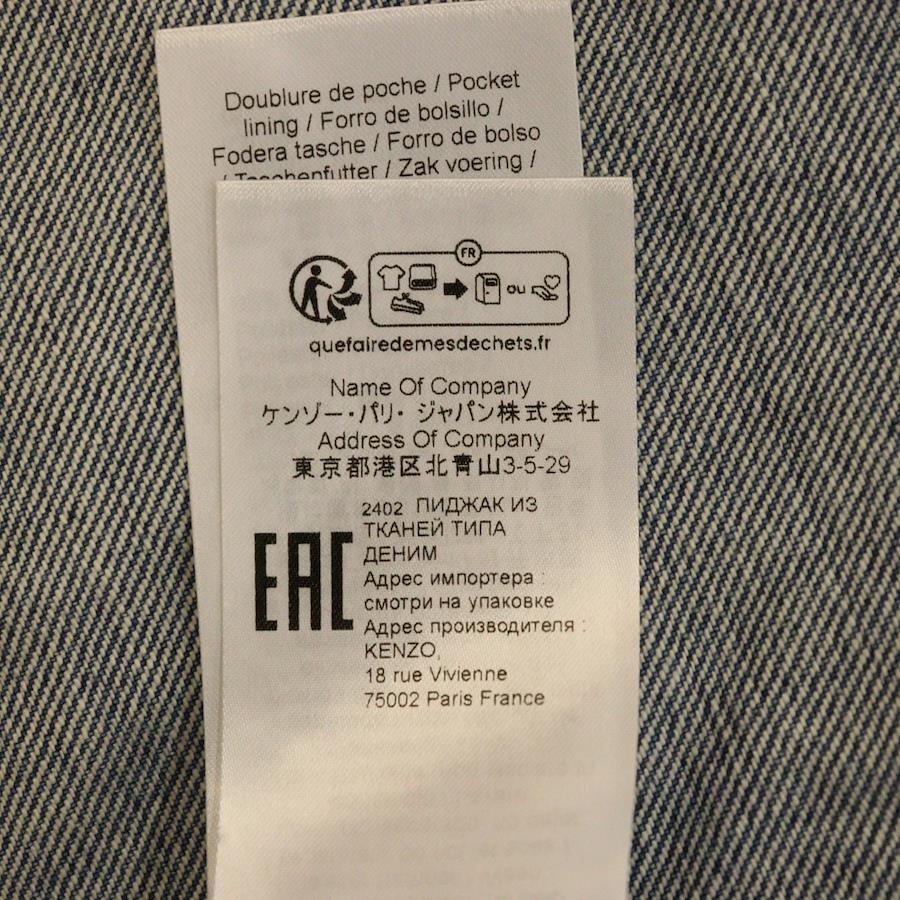 Doublure de poche / Pocket
lining / Forro de bolsillo /
Fodera tasche / Forro de bolso
/ Taschenfutter / Zak voering /
FR
ou
quefairedemesdechets.fr
Name Of Company
ケンゾー・パリ・ジャパン株式会社
Address Of Company
東京都港区北青山3-5-29
EAC
2402 ПИДЖАК ИЗ
ТКАНЕЙ ТИПА
ДЕНИМ
Адрес импортера :
смотри на упаковке
Адрес производителя :
KENZO,
18 rue Vivienne
75002 Paris France